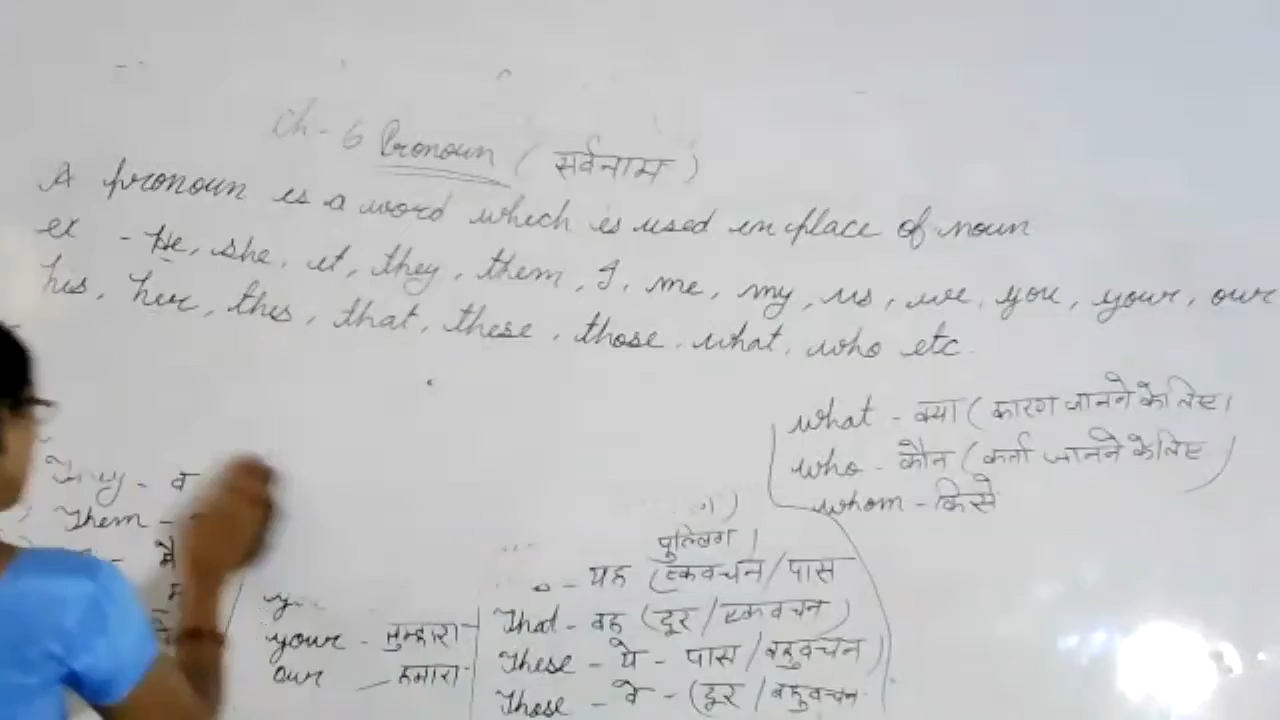 Ch - 6 Pronoun (सर्वनाम)
A pronoun is a word which is used in place of noun
ex - He, she, it, they, them, I, me, my, us, we, you, your, our
his, her, this, that, these, those, what, who etc.
what - क्या (कारण जानने के लिए)
who - कौन (कर्ता जानने के लिए)
whom - किसे
They - व
Them -
पुल्लिंग)
मै
- यह (एकवचन/पास
That - वह (दूर/एकवचन)
your - तुम्हारा
These - ये - पास/बहुवचन)
our - हमारा
Those - वे - (दूर/बहुवचन